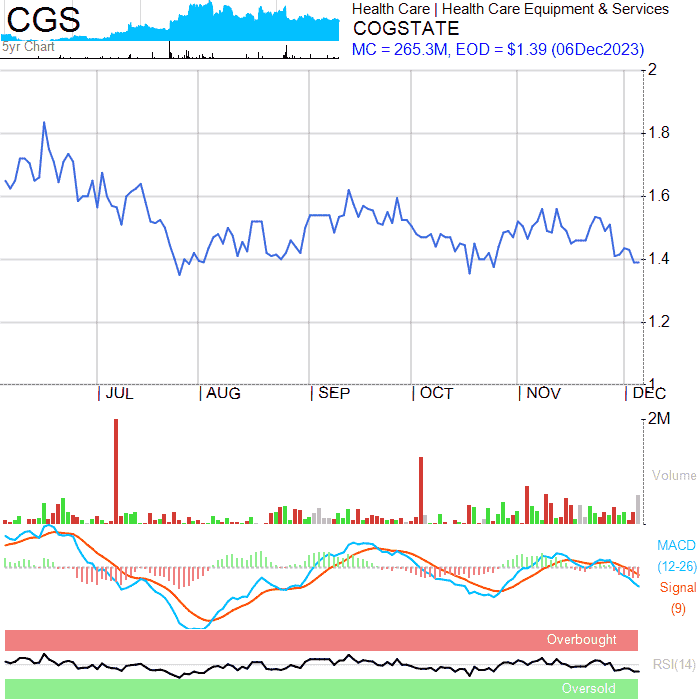 CGS
5yr Chart
Health Care | Health Care Equipment & Services
COGSTATE
MC = 265.3M, EOD = $1.39 (06Dec2023)
2
1.8
1.6
1.4
1.2
1
JUL AUG SEP OCT NOV DEC
2M
Volume
MACD
(12-26)
Signal
(9)
Overbought
RSI(14)
Oversold